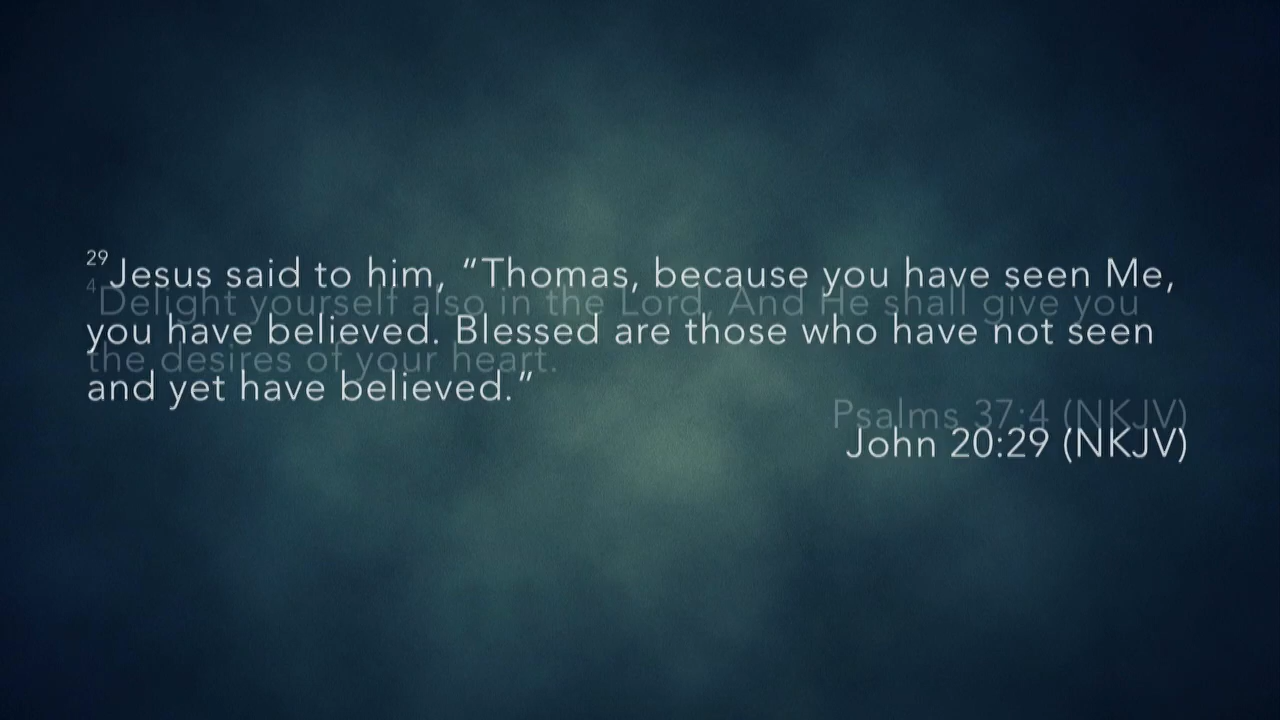 29Jesus said to him, “Thomas, because you have seen Me,
4Delight yourself also in the Lord, And He shall give you
you have believed. Blessed are those who have not seen
the desires of your heart.
and yet have believed.”
Psalms 37:4 (NKJV)
John 20:29 (NKJV)